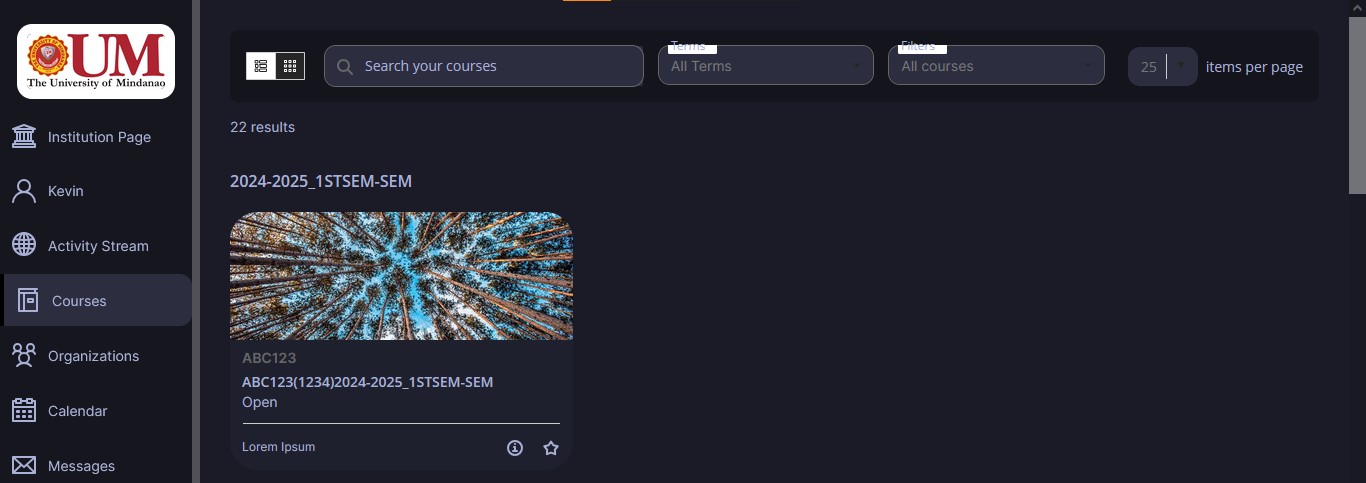 UM
The University of Mindanao
Institution Page
Kevin
Activity Stream
Courses
Organizations
Calendar
Messages
Search your courses
Terms
All Terms
Filters
All courses
25
items per page
22 results
2024-2025_1STSEM-SEM
ABC123
ABC123(1234)2024-2025_1STSEM-SEM
Open
Lorem Ipsum